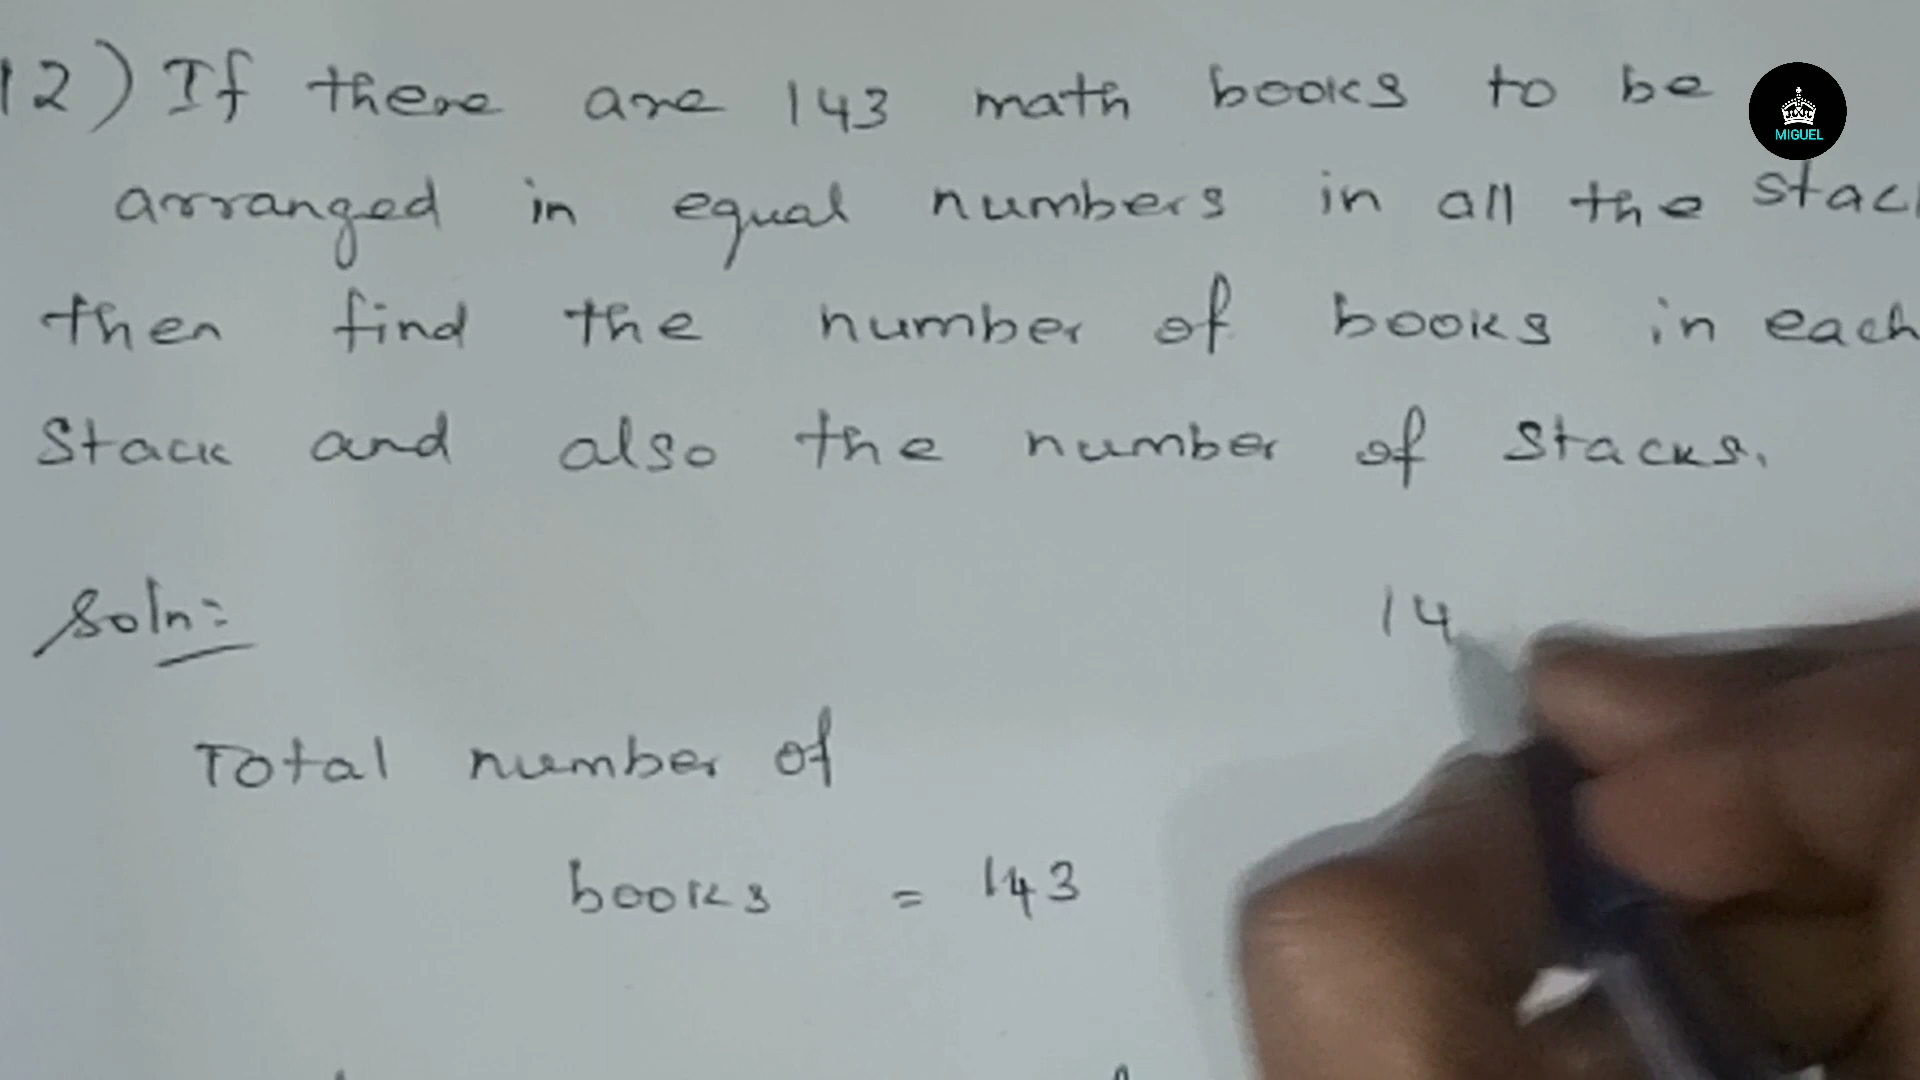 12) If there are 143 math books to be
MIGUEL
arranged in equal numbers in all the
then find the number of books in each
Stack and also the number of stacks.
Soln:
14
Total number of
books = 143